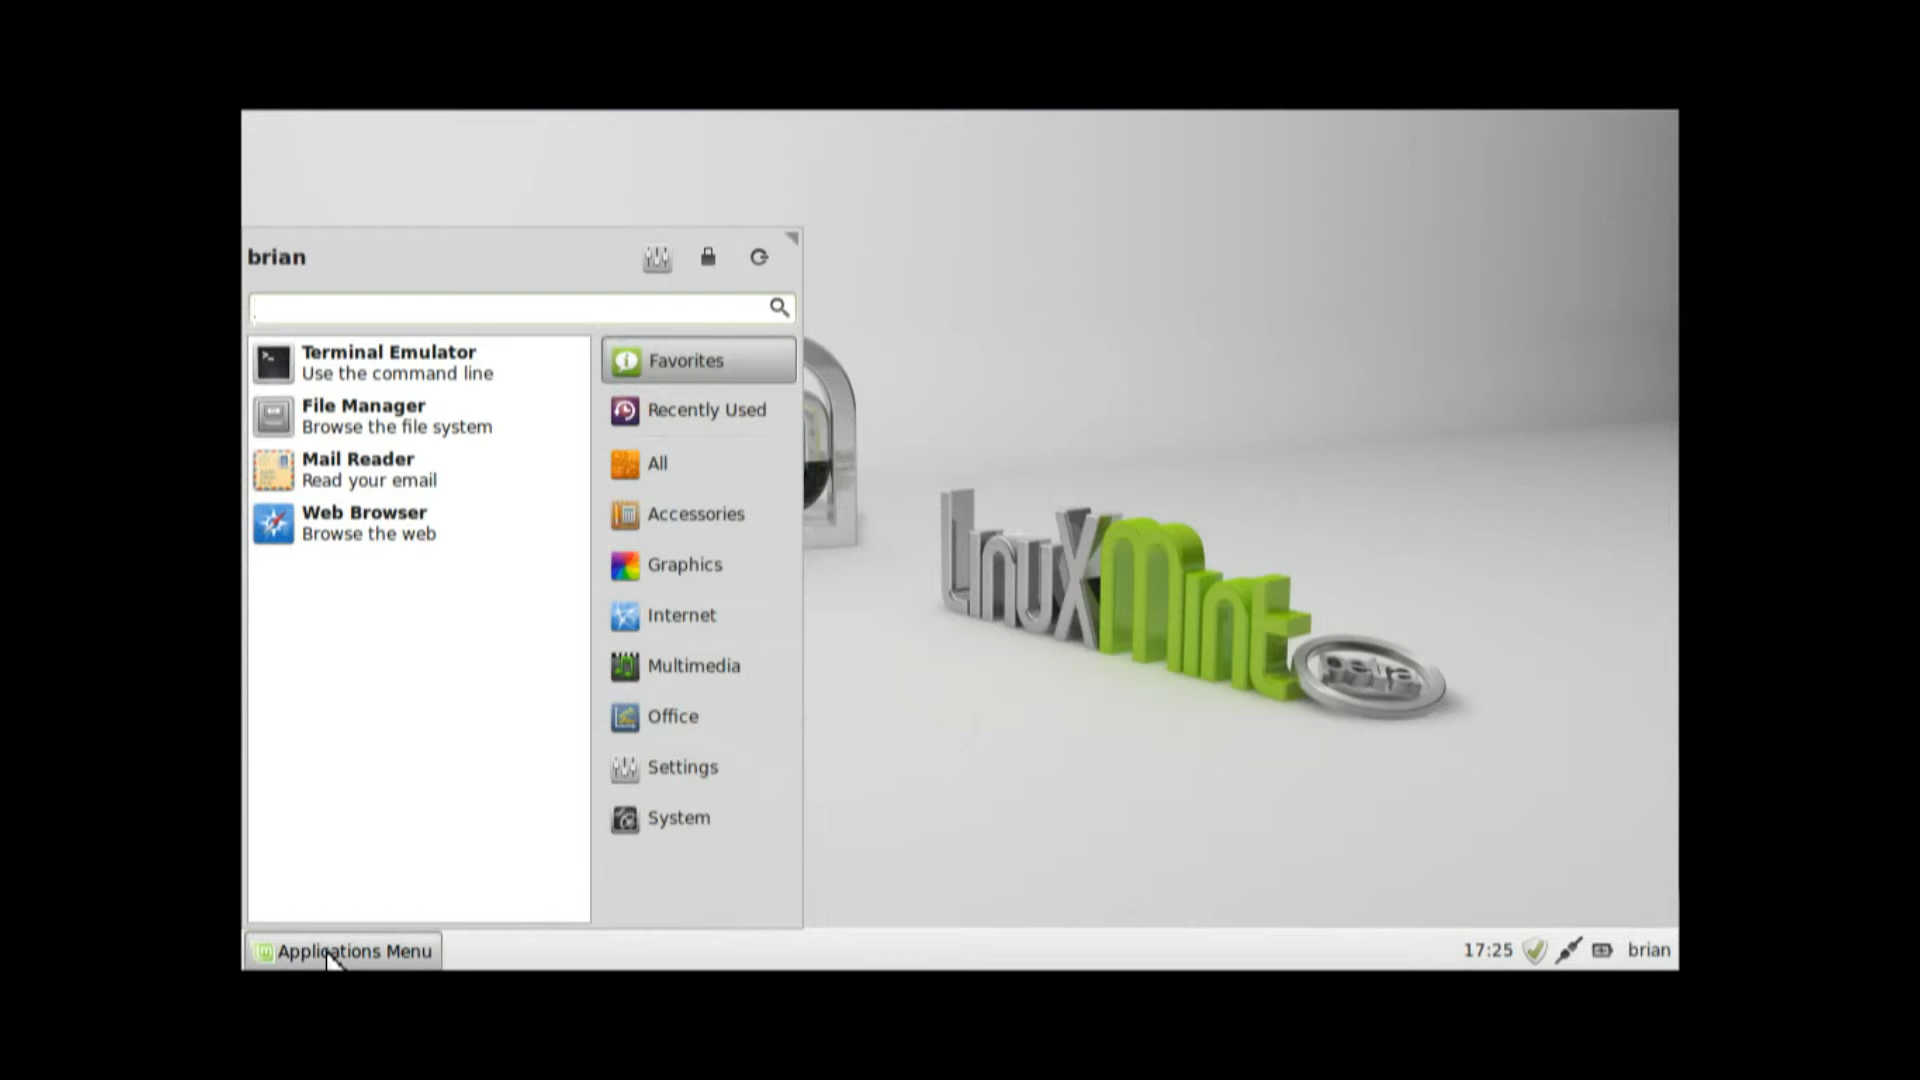 brian
Terminal Emulator
Use the command line
File Manager
Browse the file system
Mail Reader
Read your email
Web Browser
Browse the web
Favorites
Recently Used
All
Accessories
Graphics
Internet
Multimedia
Office
Settings
System
LinuxMint
petra
Applications Menu
17:25
brian